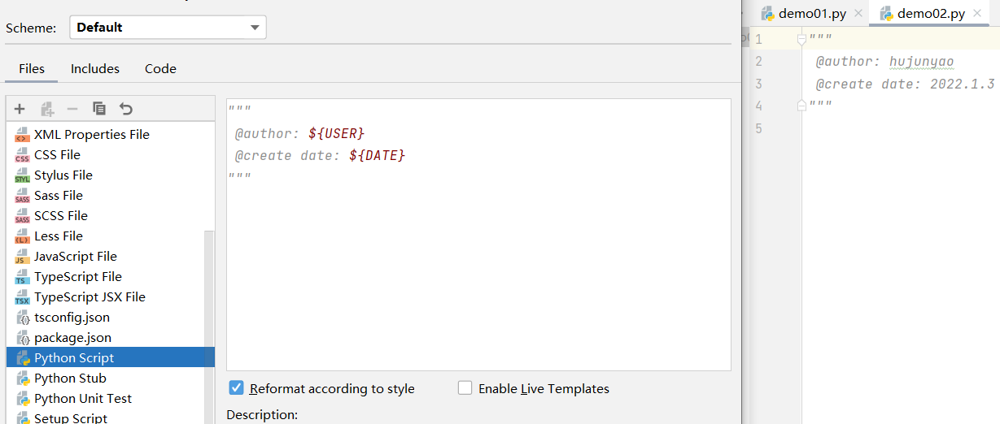 Scheme:
Default
Files
Includes
Code
XML Properties File
CSS File
Stylus File
Sass File
SCSS File
Less File
JavaScript File
TypeScript File
TypeScript JSX File
tsconfig.json
package.json
Python Script
Python Stub
Python Unit Test
Setup Script
"""
@author: ${USER}
@create date: ${DATE}
"""
Reformat according to style
Enable Live Templates
Description:
demo01.py
demo02.py
1 """
2 @author: hujunyao
3 @create date: 2022.1.3
4 """
5